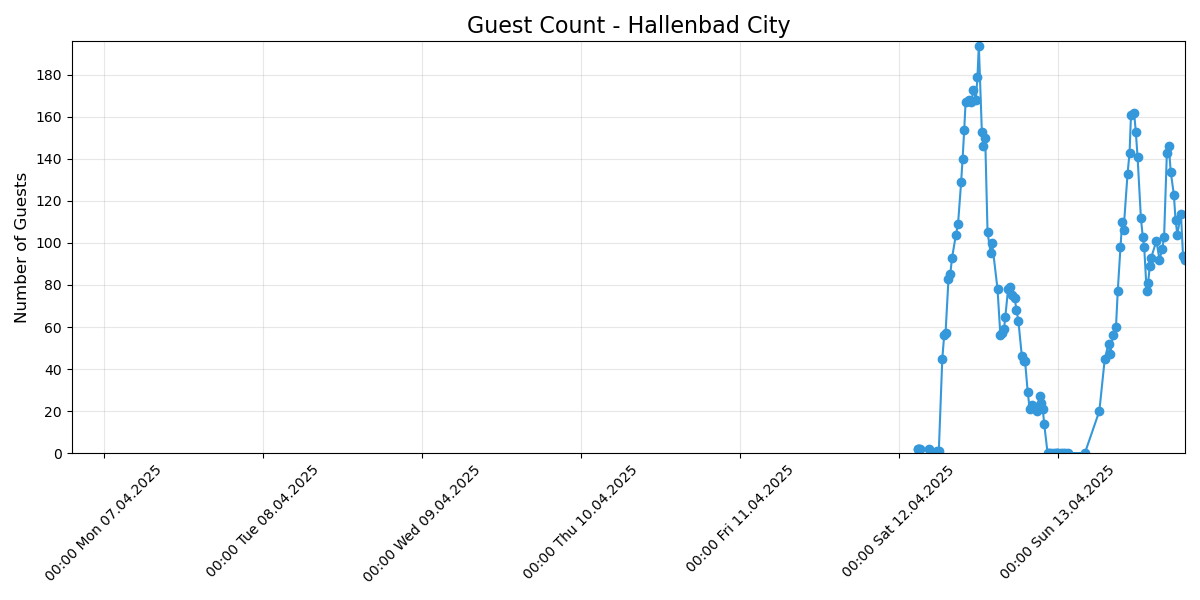 Guest Count - Hallenbad City
Number of Guests
180
160
140
120
100
80
60
40
20
0
00:00 Mon 07.04.2025
00:00 Tue 08.04.2025
00:00 Wed 09.04.2025
00:00 Thu 10.04.2025
00:00 Fri 11.04.2025
00:00 Sat 12.04.2025
00:00 Sun 13.04.2025